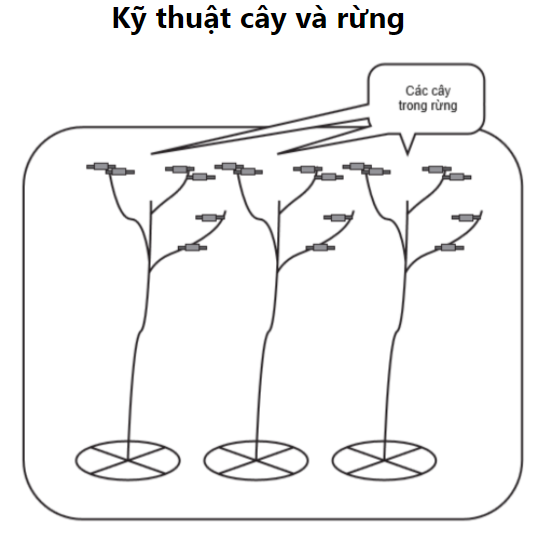 Kỹ thuật cây và rừng
Các cây
trong rừng